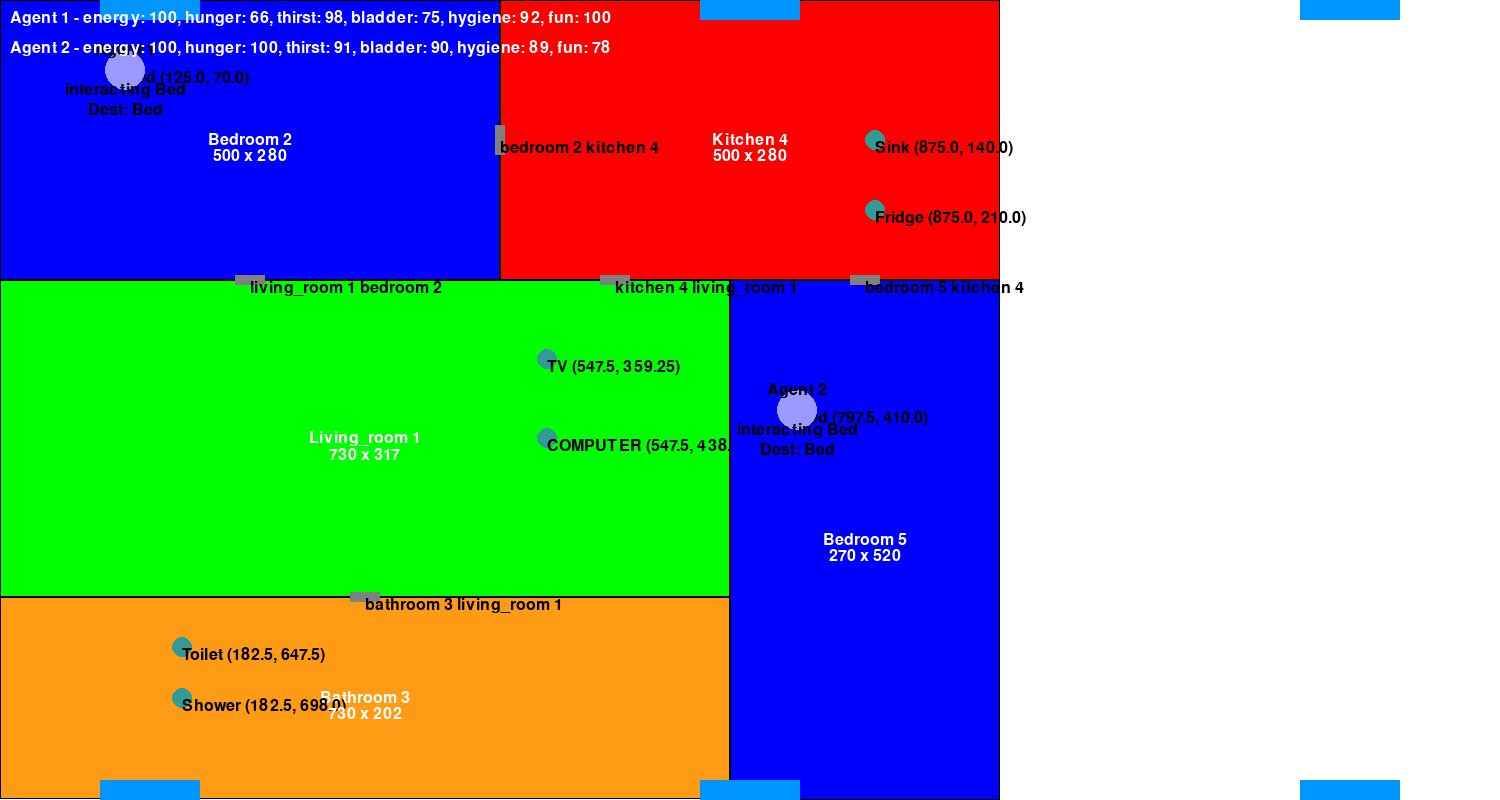 Agent 1 - energy: 100, hunger: 66, thirst: 98, bladder: 75, hygiene: 92, fun: 100
Agent 2 - energy: 100, hunger: 100, thirst: 91, bladder: 90, hygiene: 89, fun: 78
(125.0, 70.0)
interacting Bed
Dest: Bed
Bedroom 2
500 x 280
bedroom 2 kitchen 4
Kitchen 4
500 x 280
Sink (875.0, 140.0)
Fridge (875.0, 210.0)
living_room 1 bedroom 2
kitchen 4 living_room 1
bedroom 5 kitchen 4
TV (547.5, 359.25)
Agent 2
(797.5, 410.0)
interacting Bed
Dest: Bed
Living_room 1
730 x 317
COMPUTER (547.5, 438.
Bedroom 5
270 x 520
bathroom 3 living_room 1
Toilet (182.5, 647.5)
Bathroom 3
730 x 202
Shower (182.5, 698.0)